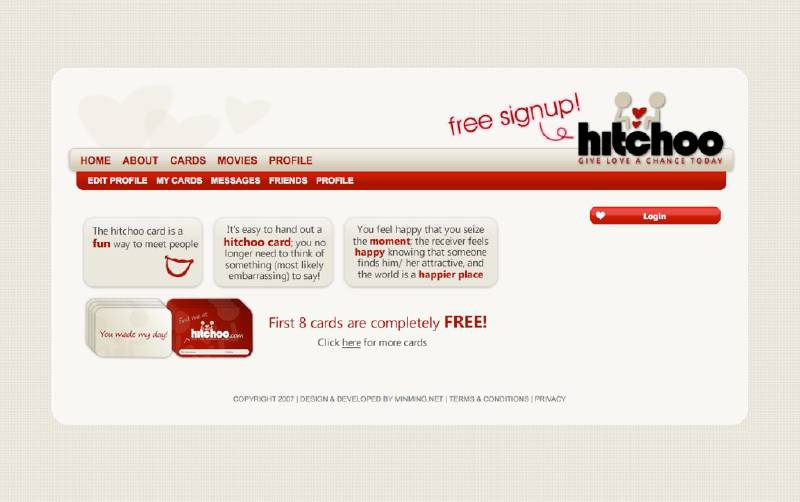 free signup!
hitchoo
GIVE LOVE A CHANCE TODAY
HOME ABOUT CARDS MOVIES PROFILE
EDIT PROFILE MY CARDS MESSAGES FRIENDS PROFILE
Login
The hitchoo card is a
fun way to meet people
It's easy to hand out a
hitchoo card; you no
longer need to think of
something (most likely
embarrassing) to say!
You feel happy that you seize
the moment; the receiver feels
happy knowing that someone
finds him/ her attractive, and
the world is a happier place
You made my day!
Find me at
hitchoo.com
First 8 cards are completely FREE!
Click here for more cards
COPYRIGHT 2007 | DESIGN & DEVELOPED BY MINMING.NET | TERMS & CONDITIONS | PRIVACY